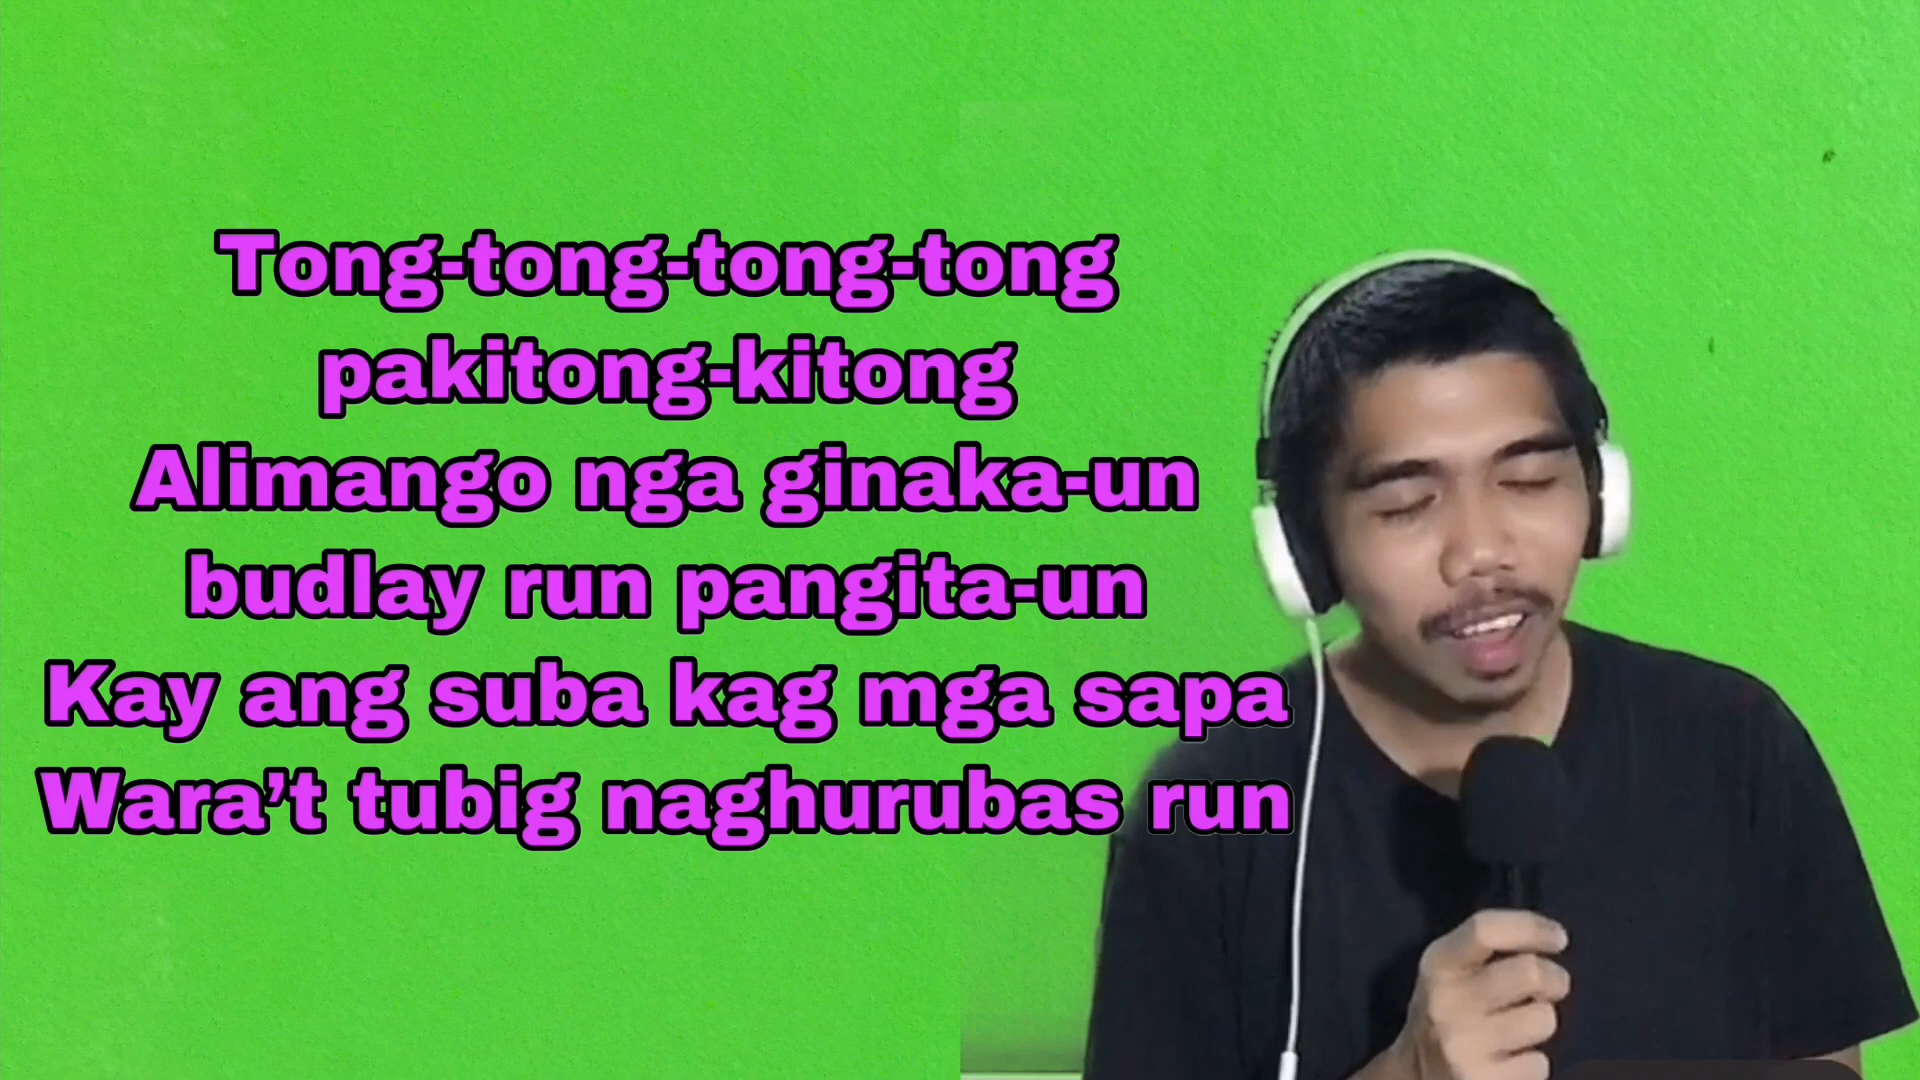 Tong-tong-tong-tong
pakitong-kitong
Alimango nga ginaka-un
budlay run pangita-un
Kay ang suba kag mga sapa
Wara’t tubig naghurubas run